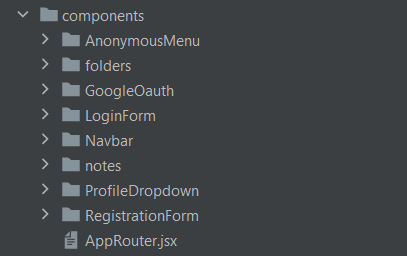 components
AnonymousMenu
folders
GoogleOauth
LoginForm
Navbar
notes
ProfileDropdown
RegistrationForm
AppRouter.jsx